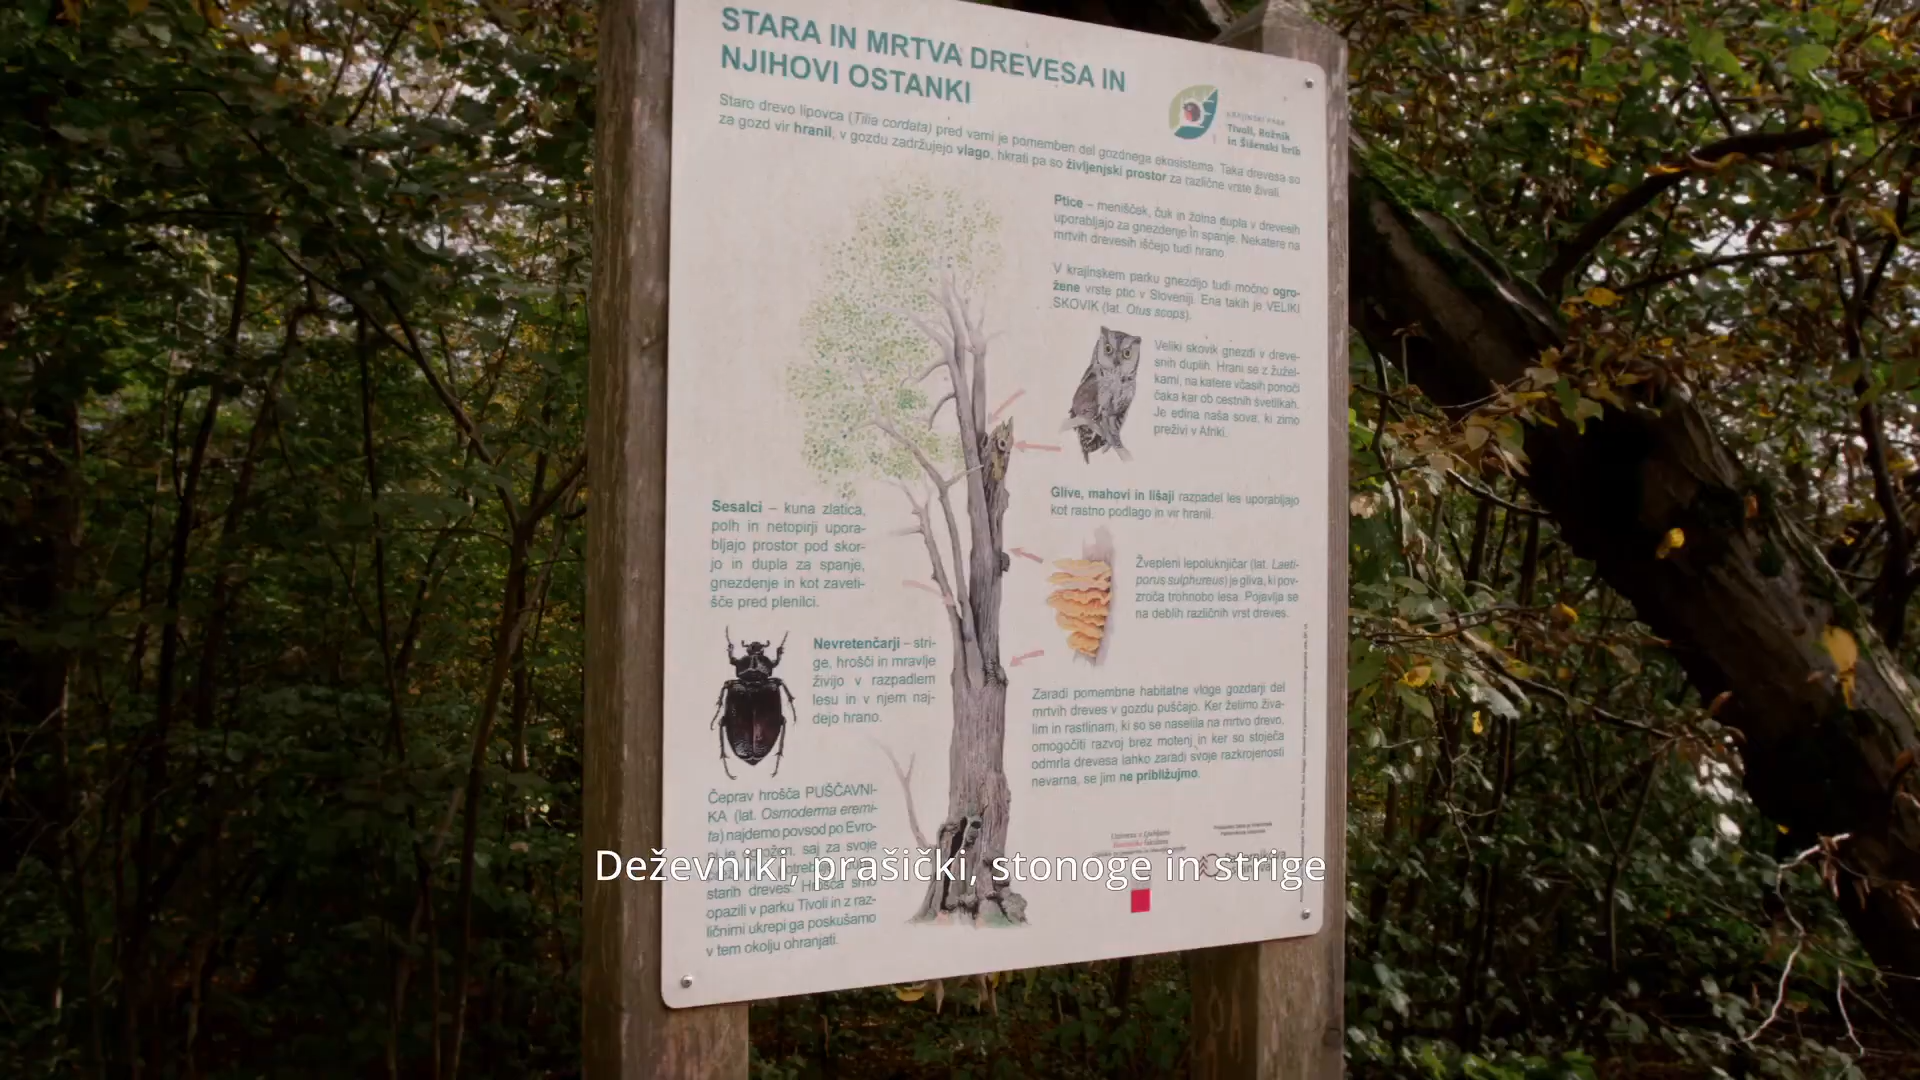 STARA IN MRTVA DREVESA IN
NJIHOVI OSTANKI
KRAJINSKI PARK
Tivoli, Rožnik
in Šišenski hrib
Staro drevo lipovca (Tilia cordata) pred vami je pomemben del gozdnega ekosistema. Taka drevesa so
za gozd vir hranil, v gozdu zadržujejo vlago, hkrati pa so življenjski prostor za različne vrste živali.
Ptice – menišček, čuk in žolna dupla v drevesih
uporabljajo za gnezdenje in spanje. Nekatere na
mrtvih drevesih iščejo tudi hrano.
V krajinskem parku gnezdijo tudi močno ogro-
žene vrste ptic v Sloveniji. Ena takih je VELIKI
SKOVIK (lat. Otus scops).
Veliki skovik gnezdi v dreve-
snih duplih. Hrani se z žužel-
kami, na katere včasih ponoči
čaka kar ob cestnih svetilkah.
Je edina naša sova, ki zimo
preživi v Afriki.
Glive, mahovi in lišaji razpadel les uporabljajo
kot rastno podlago in vir hranil.
Žvepleni lepoluknjičar (lat. Laeti-
porus sulphureus) je gliva, ki pov-
zroča trohnobo lesa. Pojavlja se
na deblih različnih vrst dreves.
Sesalci – kuna zlatica,
polh in netopirji upora-
bljajo prostor pod skor-
jo in dupla za spanje,
gnezdenje in kot zaveti-
šče pred plenilci.
Nevretenčarji – stri-
ge, hrošči in mravlje
živijo v razpadlem
lesu in v njem naj-
dejo hrano.
Zaradi pomembne habitatne vloge gozdarji del
mrtvih dreves v gozdu puščajo. Ker želimo živa-
lim in rastlinam, ki so se naselila na mrtvo drevo,
omogočiti razvoj brez motenj in ker so stoječa
odmrla drevesa lahko zaradi svoje razkrojenosti
nevarna, se jim ne približujmo.
Čeprav hrošča PUŠČAVNI-
KA (lat. Osmoderma eremi-
ta) najdemo povsod po Evro-
saj za svoje
starih dreves. Hrošča smo
opazili v parku Tivoli in z raz-
ličnimi ukrepi ga poskušamo
v tem okolju ohranjati.
Univerza v Ljubljani
Deževniki, prašički, stonoge in strige